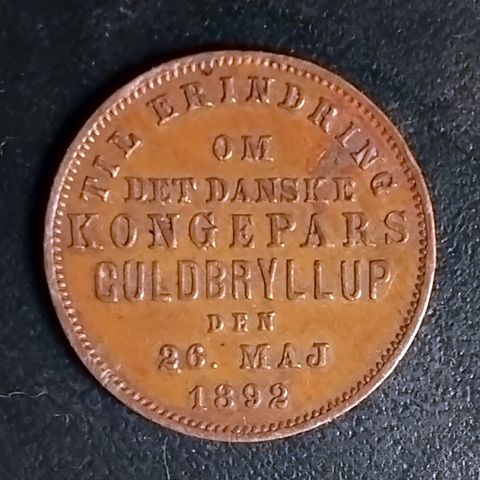 TIL ERINDRING
OM
DET DANSKE
KONGEPARS
GULDBRYLLUP
DEN
26. MAJ
1892